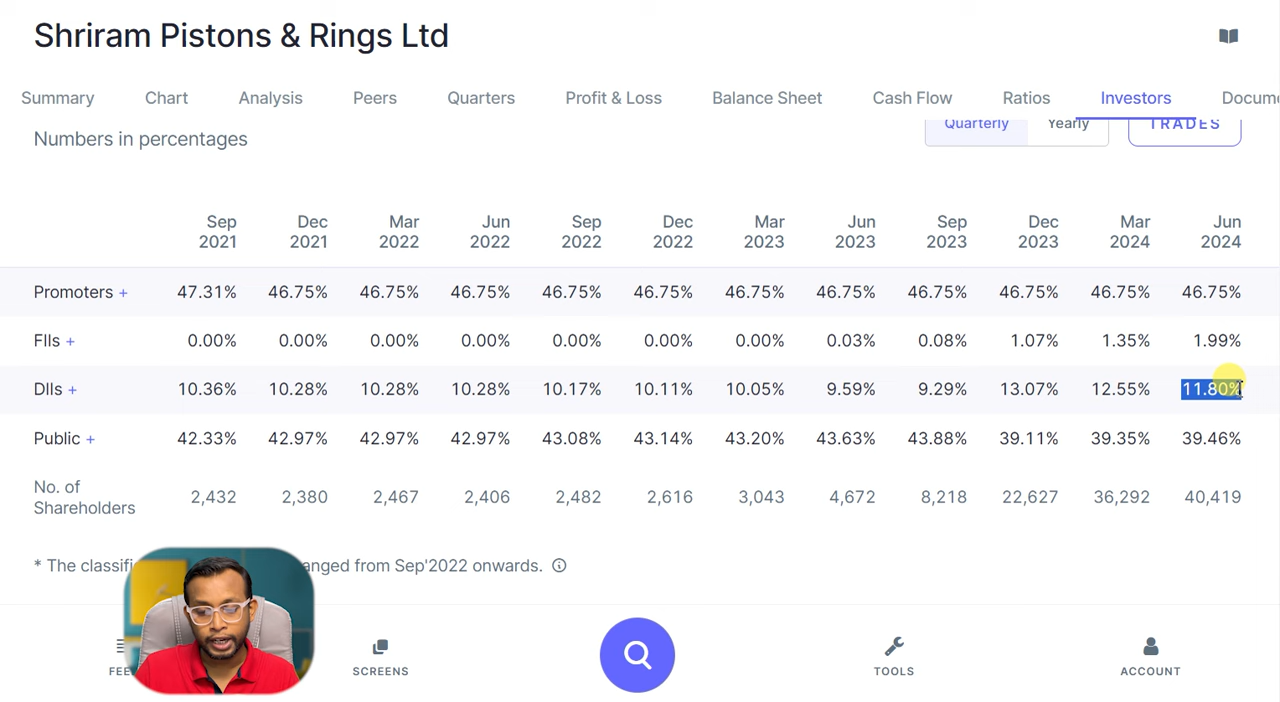 Shriram Pistons & Rings Ltd
Summary Chart Analysis Peers Quarters Profit & Loss Balance Sheet Cash Flow Ratios Investors Docum
Numbers in percentages Quarterly Yearly TRADES
Sep 2021 Dec 2021 Mar 2022 Jun 2022 Sep 2022 Dec 2022 Mar 2023 Jun 2023 Sep 2023 Dec 2023 Mar 2024 Jun 2024
Promoters + 47.31% 46.75% 46.75% 46.75% 46.75% 46.75% 46.75% 46.75% 46.75% 46.75% 46.75% 46.75%
FIIs + 0.00% 0.00% 0.00% 0.00% 0.00% 0.00% 0.00% 0.03% 0.08% 1.07% 1.35% 1.99%
DIIs + 10.36% 10.28% 10.28% 10.28% 10.17% 10.11% 10.05% 9.59% 9.29% 13.07% 12.55% 11.80%
Public + 42.33% 42.97% 42.97% 42.97% 43.08% 43.14% 43.20% 43.63% 43.88% 39.11% 39.35% 39.46%
No. of Shareholders 2,432 2,380 2,467 2,406 2,482 2,616 3,043 4,672 8,218 22,627 36,292 40,419
* The classifi anged from Sep'2022 onwards.
FEE SCREENS TOOLS ACCOUNT